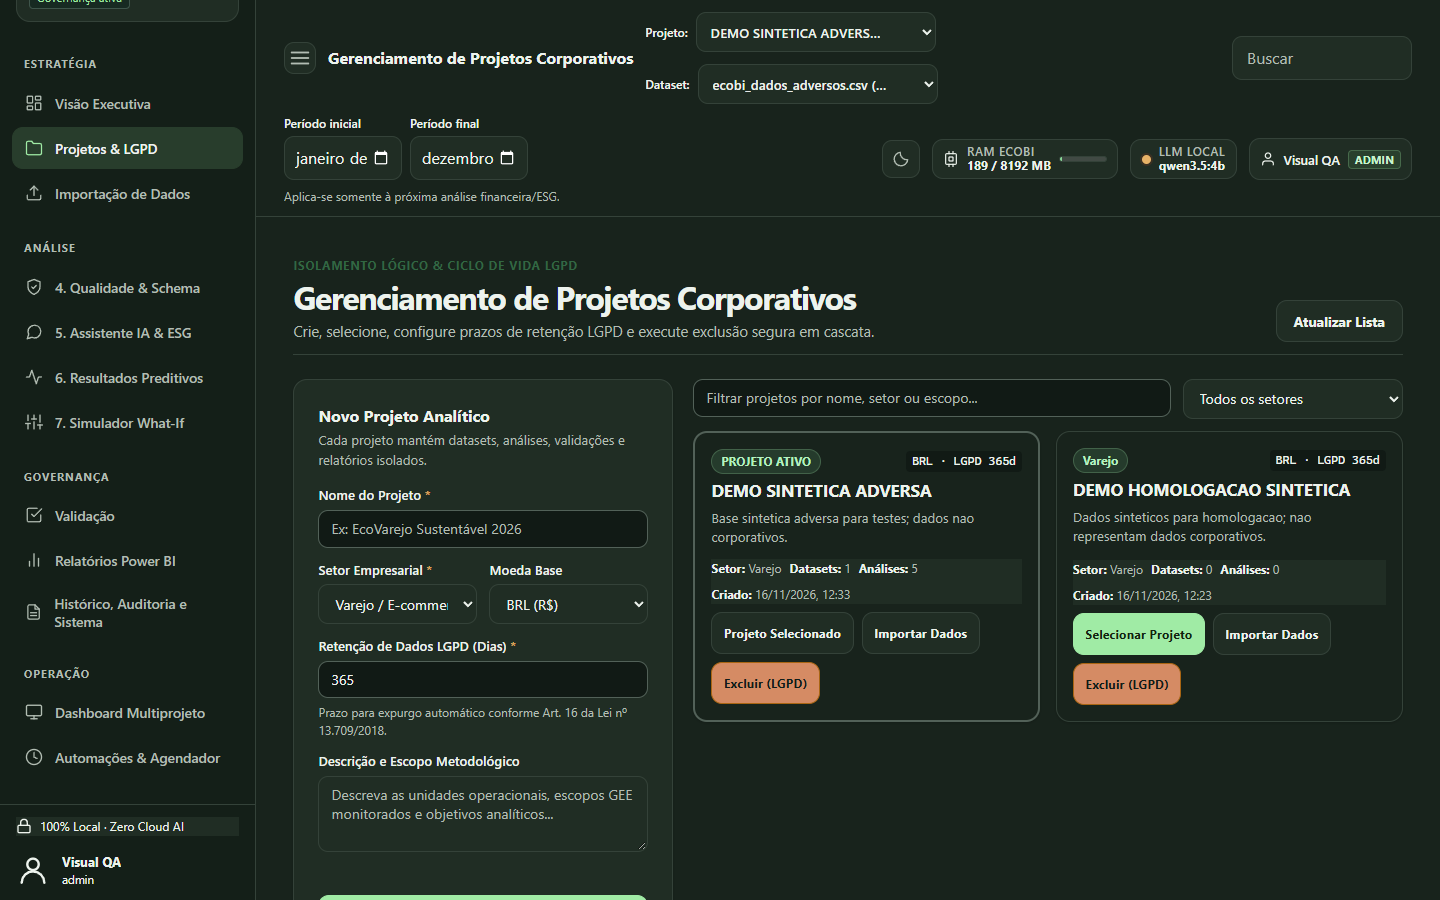 Governança ativa
ESTRATÉGIA
Visão Executiva
Projetos & LGPD
Importação de Dados
ANÁLISE
4. Qualidade & Schema
5. Assistente IA & ESG
6. Resultados Preditivos
7. Simulador What-If
GOVERNANÇA
Validação
Relatórios Power BI
Histórico, Auditoria e
Sistema
OPERAÇÃO
Dashboard Multiprojeto
Automações & Agendador
100% Local · Zero Cloud AI
Visual QA
admin
Gerenciamento de Projetos Corporativos
Projeto: DEMO SINTETICA ADVERS...
Dataset: ecobi_dados_adversos.csv (...
Buscar
Período inicial
janeiro de
Período final
dezembro
Aplica-se somente à próxima análise financeira/ESG.
RAM ECOBI
189 / 8192 MB
LLM LOCAL
qwen3.5:4b
Visual QA ADMIN
ISOLAMENTO LÓGICO & CICLO DE VIDA LGPD
Gerenciamento de Projetos Corporativos
Crie, selecione, configure prazos de retenção LGPD e execute exclusão segura em cascata.
Atualizar Lista
Novo Projeto Analítico
Cada projeto mantém datasets, análises, validações e
relatórios isolados.
Nome do Projeto *
Ex: EcoVarejo Sustentável 2026
Setor Empresarial *
Varejo / E-comme
Moeda Base
BRL (R$)
Retenção de Dados LGPD (Dias) *
365
Prazo para expurgo automático conforme Art. 16 da Lei nº
13.709/2018.
Descrição e Escopo Metodológico
Descreva as unidades operacionais, escopos GEE
monitorados e objetivos analíticos...
Filtrar projetos por nome, setor ou escopo...
Todos os setores
PROJETO ATIVO
BRL · LGPD 365d
DEMO SINTETICA ADVERSA
Base sintetica adversa para testes; dados nao
corporativos.
Setor: Varejo Datasets: 1 Análises: 5
Criado: 16/11/2026, 12:33
Projeto Selecionado
Importar Dados
Excluir (LGPD)
Varejo
BRL · LGPD 365d
DEMO HOMOLOGACAO SINTETICA
Dados sinteticos para homologacao; nao
representam dados corporativos.
Setor: Varejo Datasets: 0 Análises: 0
Criado: 16/11/2026, 12:23
Selecionar Projeto
Importar Dados
Excluir (LGPD)